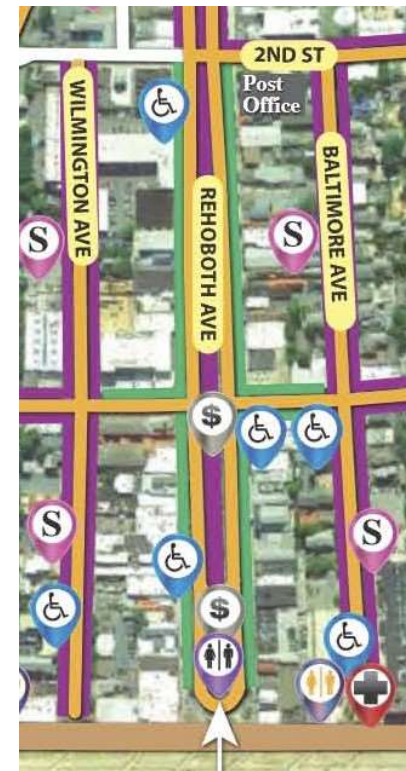 2ND ST
Post
Office
WILMINGTON AVE
REHOBOTH AVE
BALTIMORE AVE
S
S
$
S
S
$